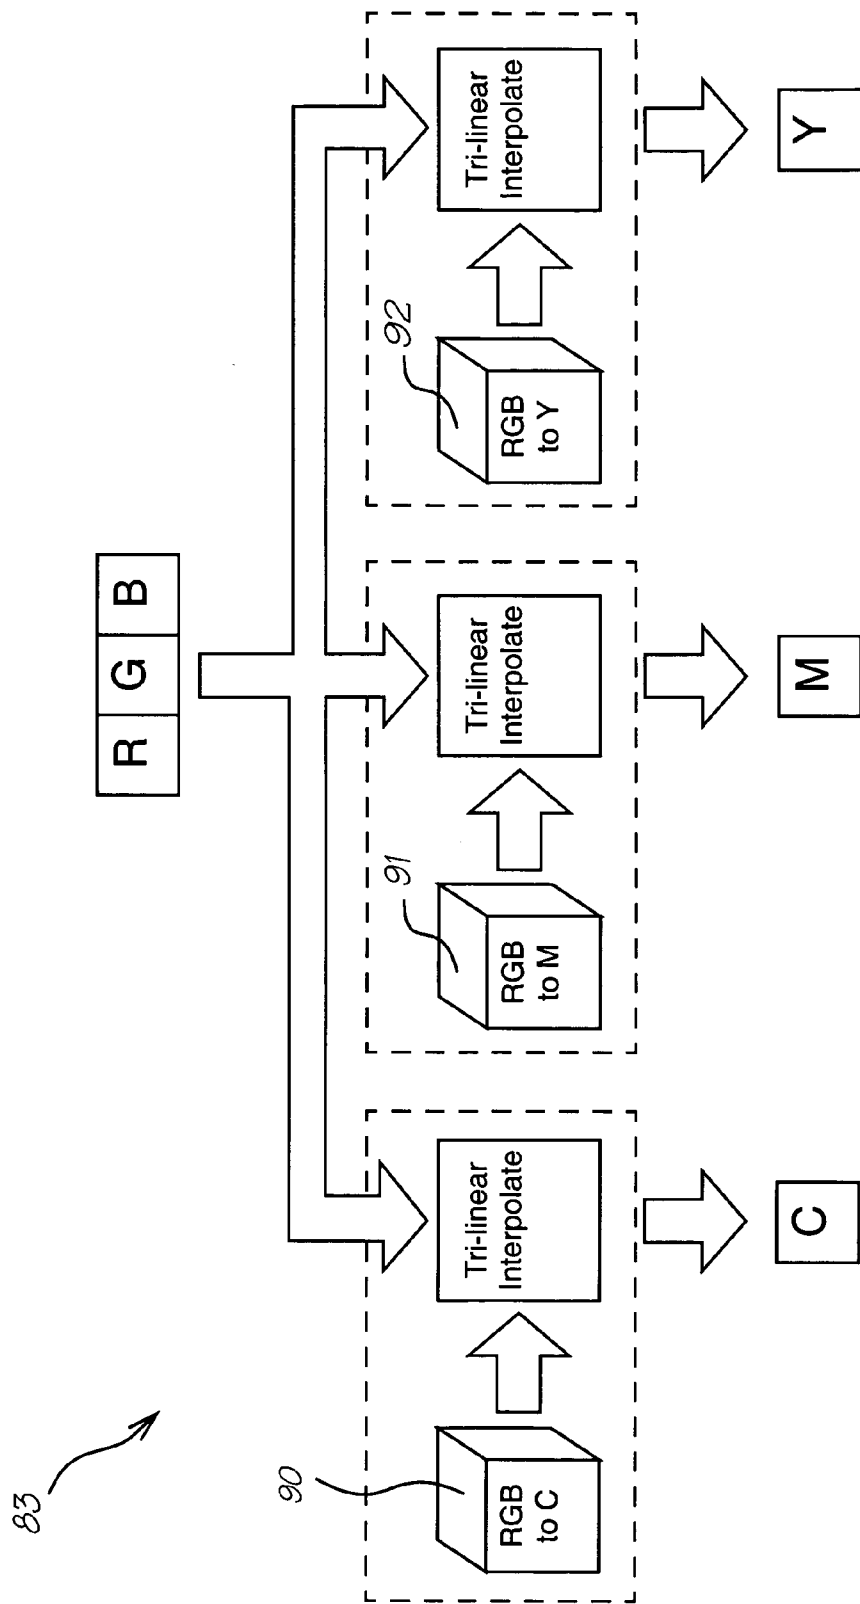 83
R G B
90
RGB
to C
Tri-linear
Interpolate
91
RGB
to M
Tri-linear
Interpolate
92
RGB
to Y
Tri-linear
Interpolate
C
M
Y